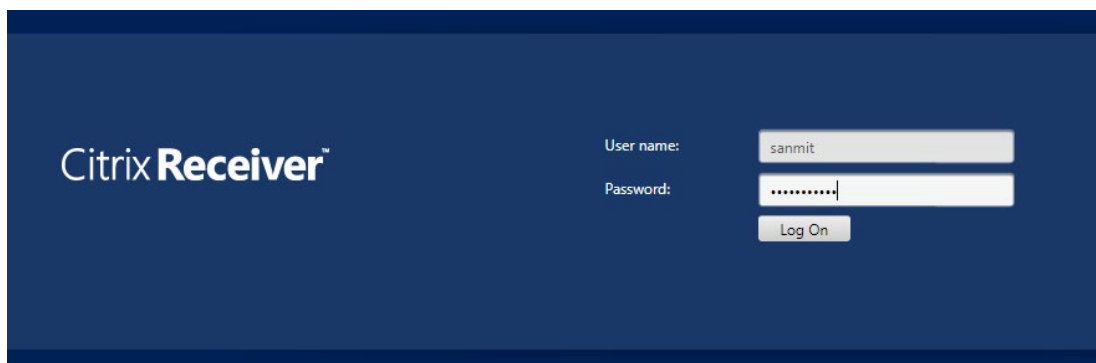 Citrix Receiver™
User name:
sanmit
Password:
•••••••••••
Log On